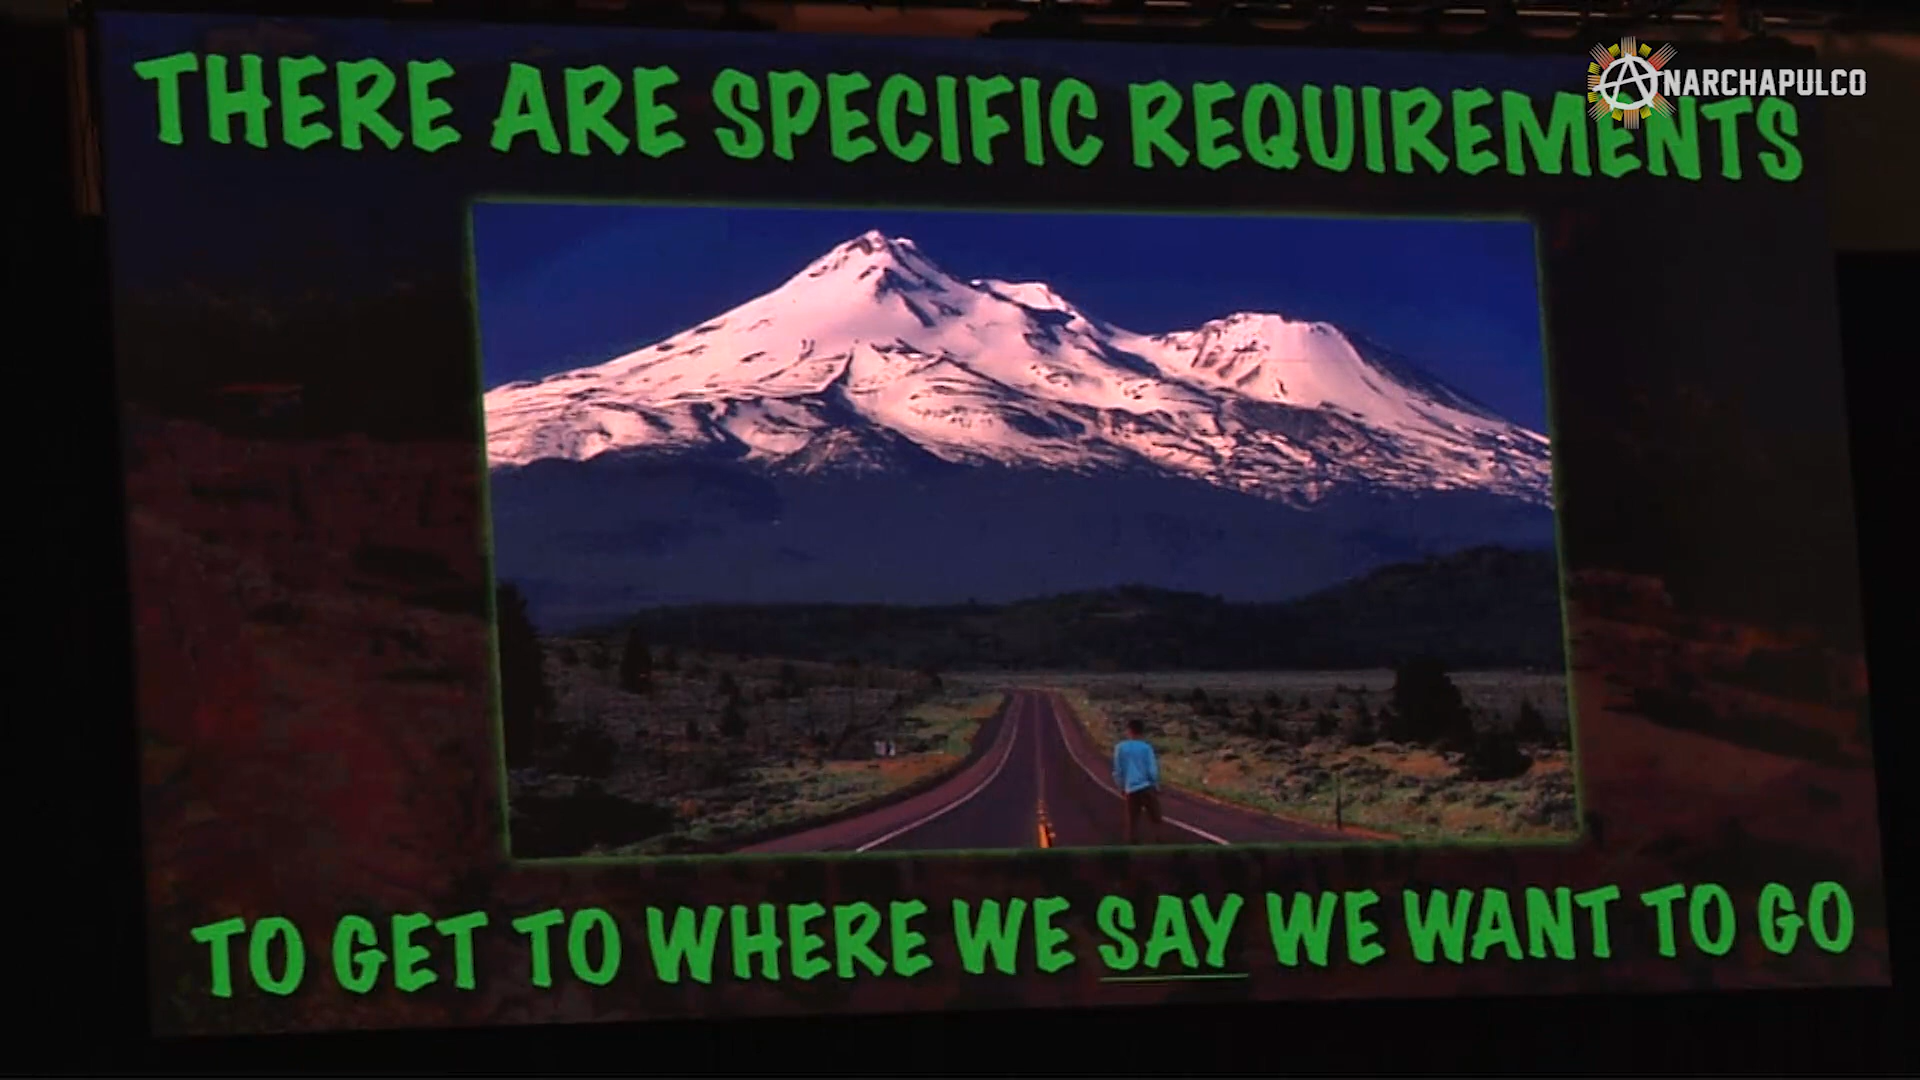 THERE ARE SPECIFIC REQUIREMENTS
ANARCHAPULCO
TO GET TO WHERE WE SAY WE WANT TO GO